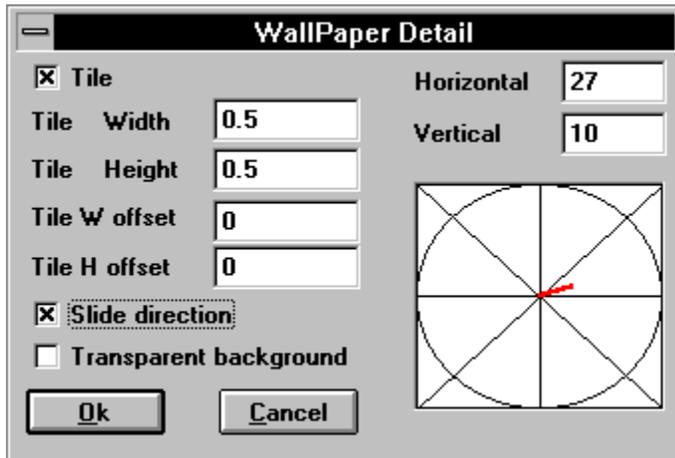 WallPaper Detail
Tile
Horizontal 27
Tile Width 0.5
Vertical 10
Tile Height 0.5
Tile W offset 0
Tile H offset 0
Slide direction
Transparent background
Ok Cancel